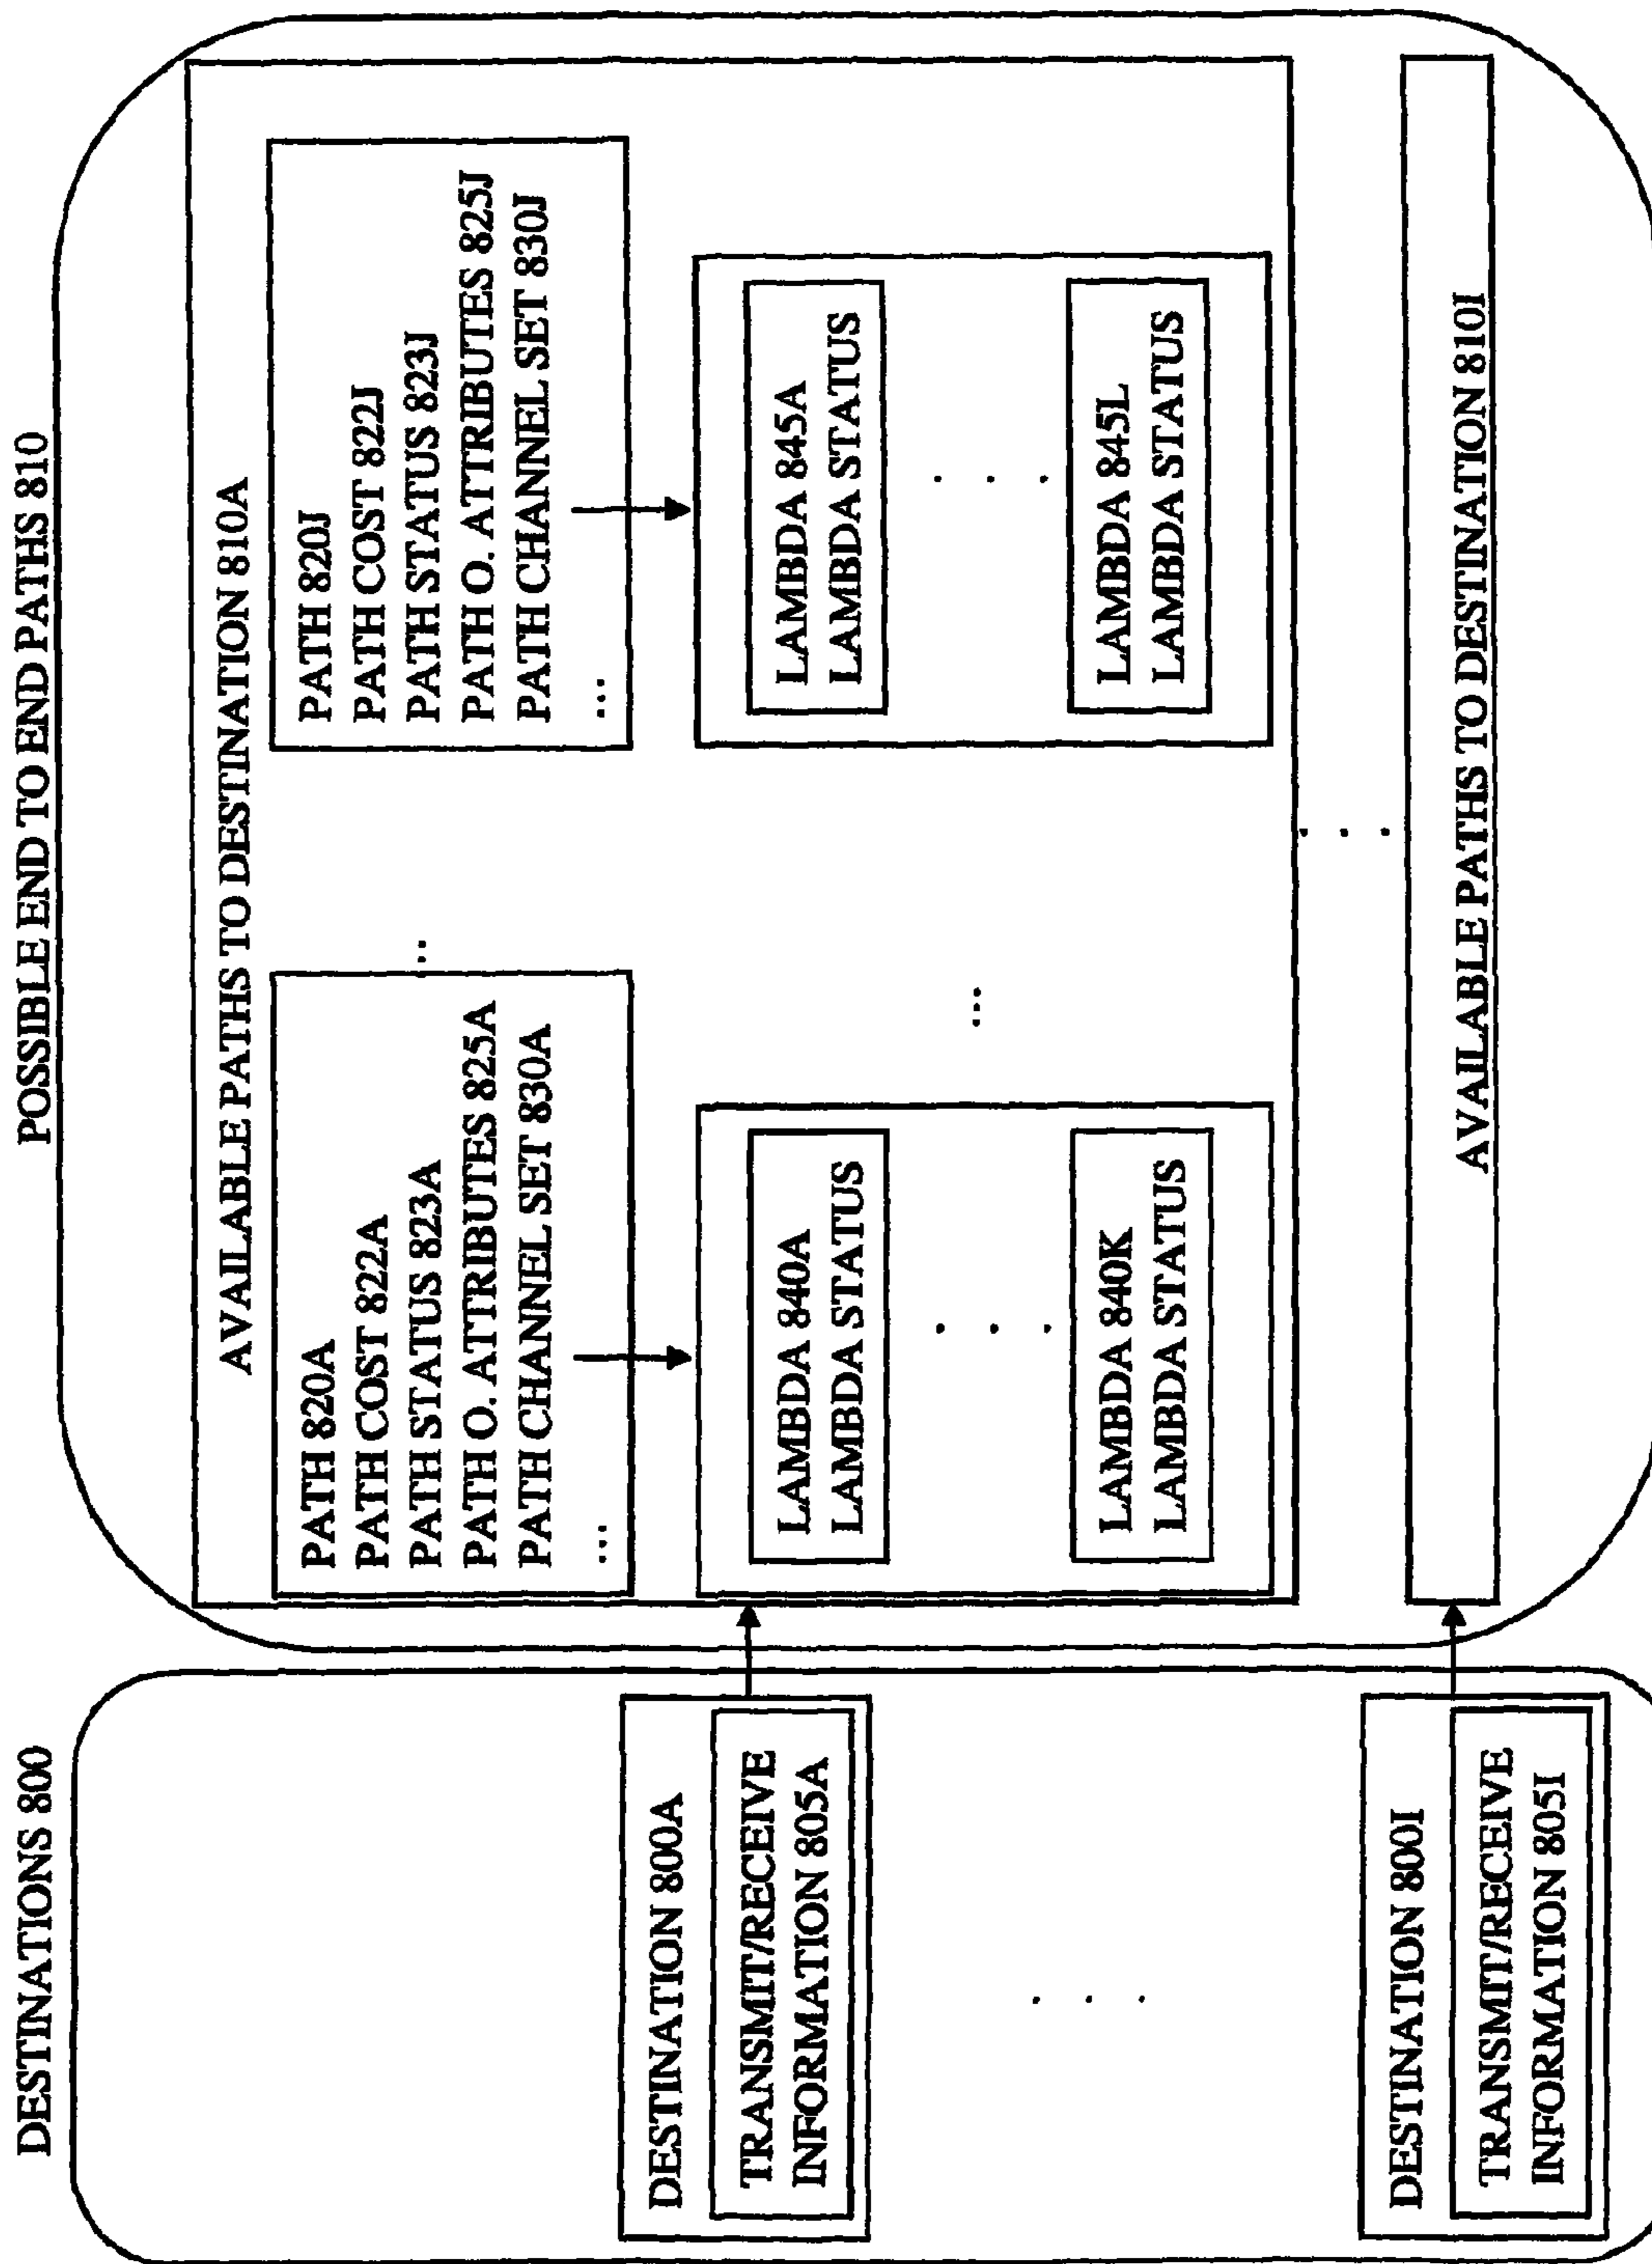 DESTINATIONS 800
DESTINATION 800A
TRANSMIT/RECEIVE
INFORMATION 805A
. . .
DESTINATION 800I
TRANSMIT/RECEIVE
INFORMATION 805I
POSSIBLE END TO END PATHS 810
AVAILABLE PATHS TO DESTINATION 810A
PATH 820A
PATH COST 822A
PATH STATUS 823A
PATH O. ATTRIBUTES 825A
PATH CHANNEL SET 830A
...
LAMBDA 840A
LAMBDA STATUS
. . .
LAMBDA 840K
LAMBDA STATUS
..
...
PATH 820J
PATH COST 822J
PATH STATUS 823J
PATH O. ATTRIBUTES 825J
PATH CHANNEL SET 830J
...
LAMBDA 845A
LAMBDA STATUS
. . .
LAMBDA 845L
LAMBDA STATUS
. . .
AVAILABLE PATHS TO DESTINATION 810I